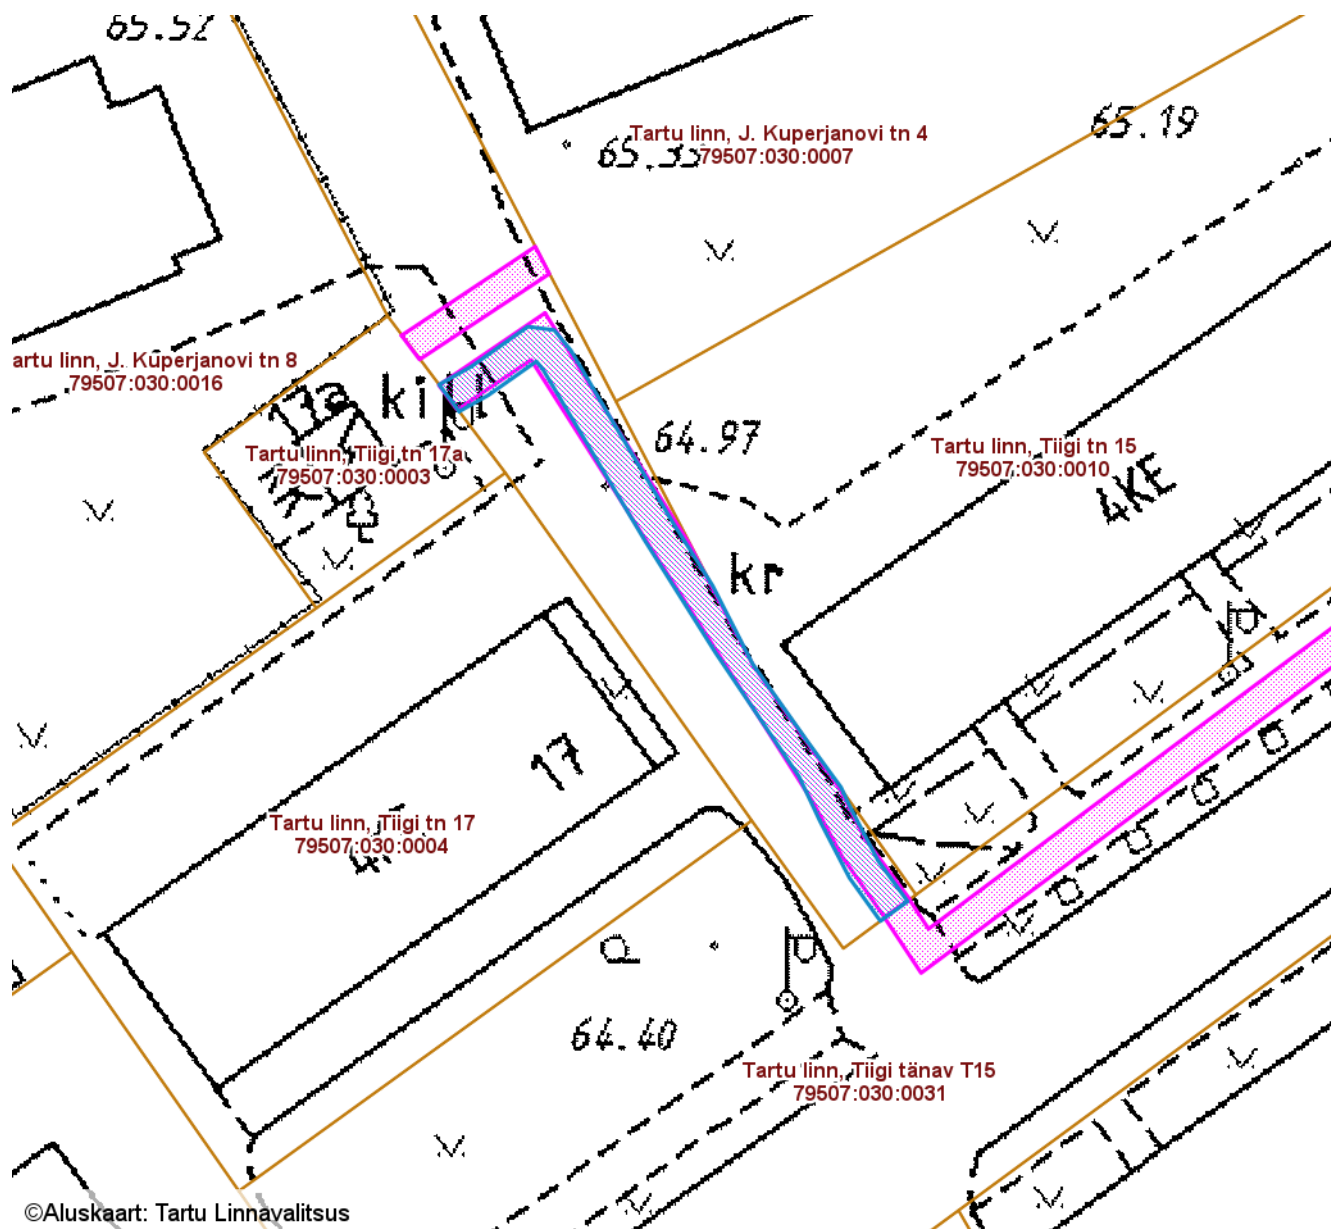 65.52
Tartu linn, J. Kuperjanovi tn 4
79507:030:0007
65.19
artu linn, J. Kuperjanovi tn 8
79507:030:0016
17a
Tartu linn, Tiigi tn 17a
79507:030:0003
64.97
Tartu linn, Tiigi tn 15
79507:030:0010
4KE
kr
17
Tartu linn, Tiigi tn 17
79507:030:0004
64.40
Tartu linn, Tiigi tänav T15
79507:030:0031
©Aluskaart: Tartu Linnavalitsus